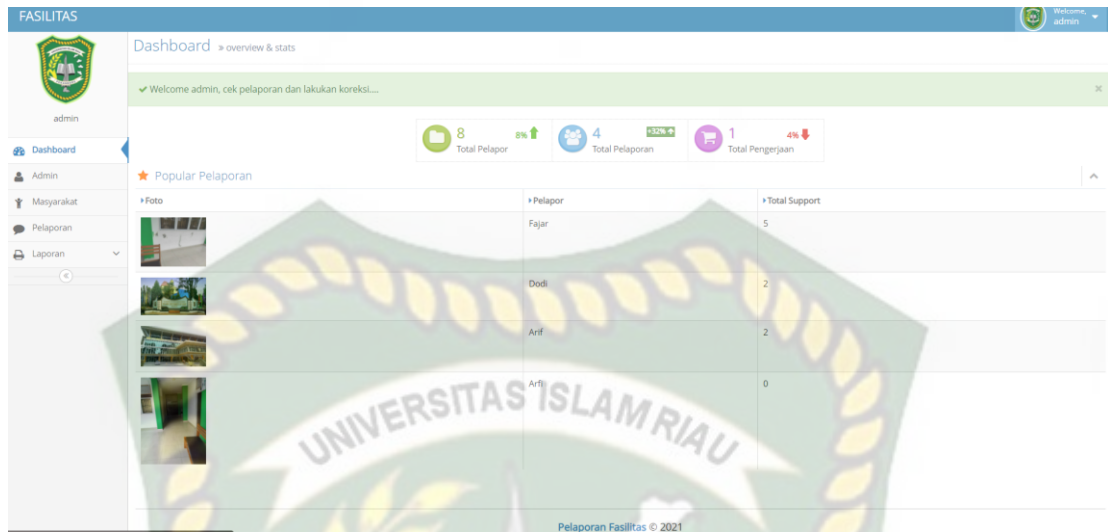 FASILITAS
Welcome,
admin
admin
Dashboard
Admin
Masyarakat
Pelaporan
Laporan
Dashboard » overview & stats
Welcome admin, cek pelaporan dan lakukan koreksi....
8 8%
Total Pelapor
4 +32%
Total Pelaporan
1 4%
Total Pengerjaan
Popular Pelaporan
Foto Pelapor Total Support
Fajar 5
Dodi 2
Arif 2
Arfi 0
UNIVERSITAS ISLAM RIAU
Pelaporan Fasilitas © 2021